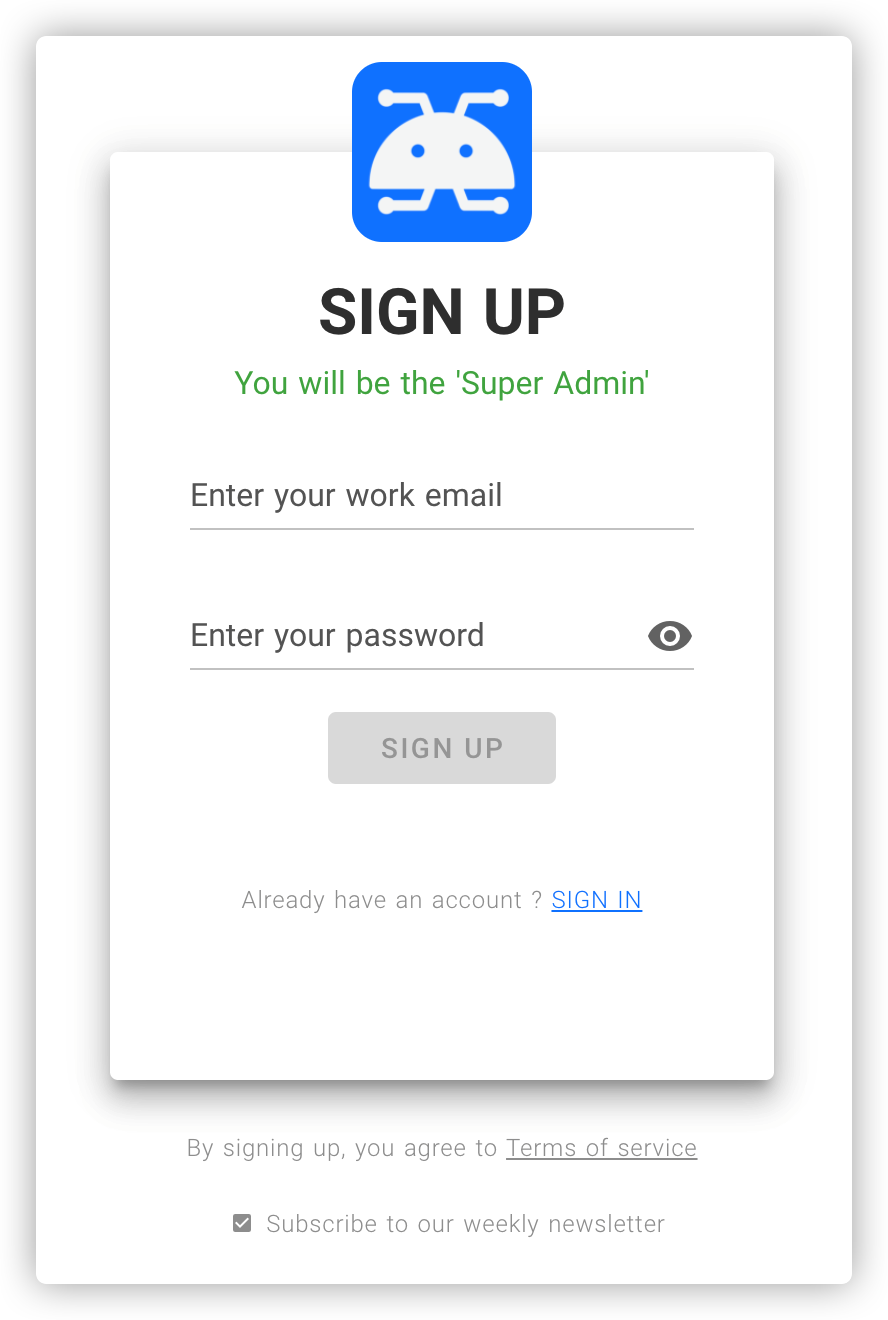 SIGN UP
You will be the 'Super Admin'
Enter your work email
Enter your password
SIGN UP
Already have an account ? SIGN IN
By signing up, you agree to Terms of service
Subscribe to our weekly newsletter